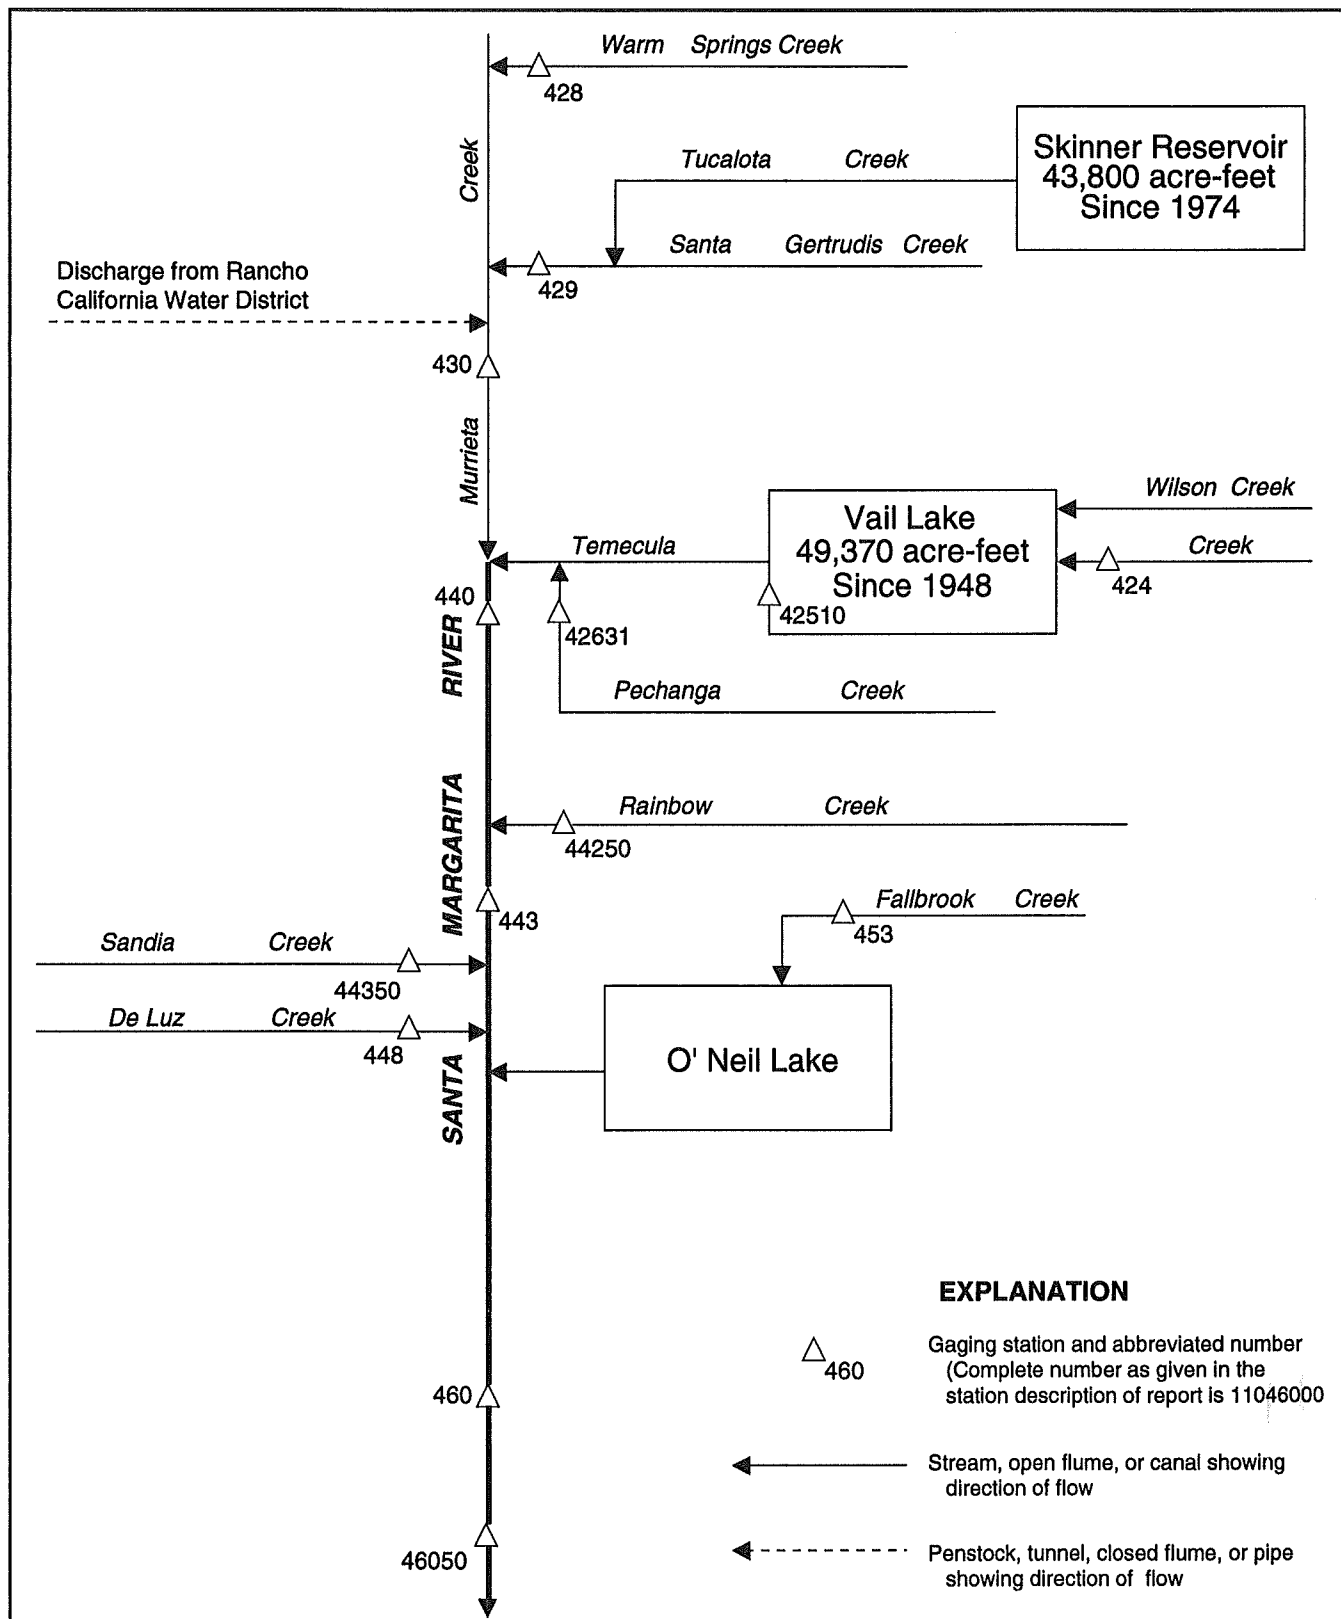 Warm Springs Creek
428
Skinner Reservoir
43,800 acre-feet
Since 1974
Tucalota Creek
Creek
Santa Gertrudis Creek
429
Discharge from Rancho
California Water District
430
Murrieta
Wilson Creek
Vail Lake
49,370 acre-feet
Since 1948
Temecula
Creek
424
42510
440
42631
RIVER
Pechanga Creek
MARGARITA
Rainbow Creek
44250
443
Fallbrook Creek
453
Sandia Creek
44350
De Luz Creek
448
O' Neil Lake
SANTA
EXPLANATION
460
Gaging station and abbreviated number
(Complete number as given in the
station description of report is 11046000
460
Stream, open flume, or canal showing
direction of flow
46050
Penstock, tunnel, closed flume, or pipe
showing direction of flow